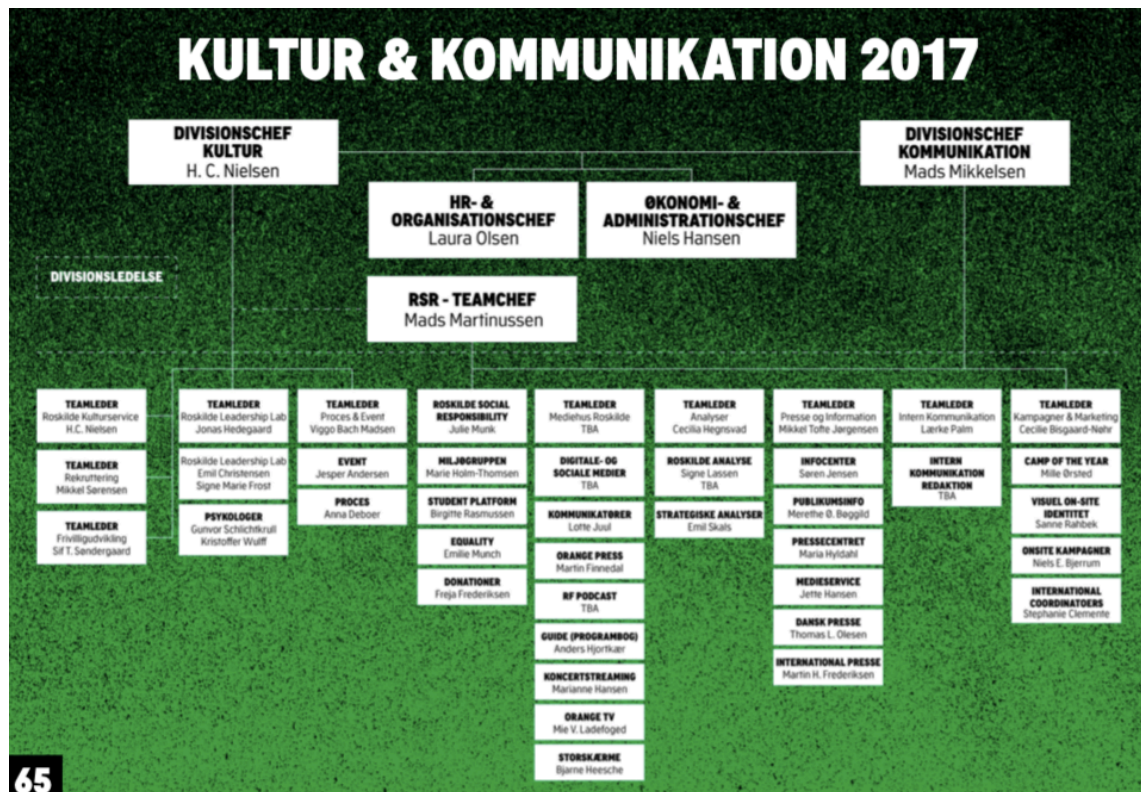 KULTUR & KOMMUNIKATION 2017
DIVISIONSCHEF
KULTUR
H. C. Nielsen
DIVISIONSCHEF
KOMMUNIKATION
Mads Mikkelsen
HR- &
ORGANISATIONSCHEF
Laura Olsen
ØKONOMI- &
ADMINISTRATIONSCHEF
Niels Hansen
DIVISIONSLEDELSE
RSR - TEAMCHEF
Mads Martinussen
TEAMLEDER
Roskilde Kulturservice
H.C. Nielsen
TEAMLEDER
Rekruttering
Mikkel Sørensen
TEAMLEDER
Frivilligudvikling
Sif T. Søndergaard
TEAMLEDER
Roskilde Leadership Lab
Jonas Hedegaard
Roskilde Leadership Lab
Emil Christensen
Signe Marie Frost
PSYKOLOGER
Gunvor Schlichtkrull
Kristoffer Wulff
TEAMLEDER
Proces & Event
Viggo Bach Madsen
EVENT
Jesper Andersen
PROCES
Anna Deboer
ROSKILDE SOCIAL
RESPONSIBILITY
Julie Munk
MILJØGRUPPEN
Marie Holm-Thomsen
STUDENT PLATFORM
Birgitte Rasmussen
EQUALITY
Emilie Munch
DONATIONER
Freja Frederiksen
TEAMLEDER
Mediehus Roskilde
TBA
DIGITALE- OG
SOCIALE MEDIER
TBA
KOMMUNIKATØRER
Lotte Juul
ORANGE PRESS
Martin Finnedal
RF PODCAST
TBA
GUIDE (PROGRAMBOG)
Anders Hjortkær
KONCERTSTREAMING
Marianne Hansen
ORANGE TV
Mie V. Ladefoged
STORSKÆRME
Bjarne Heesche
TEAMLEDER
Analyser
Cecilia Hegnsvad
ROSKILDE ANALYSE
Signe Lassen
TBA
STRATEGISKE ANALYSER
Emil Skals
TEAMLEDER
Presse og Information
Mikkel Tofte Jørgensen
INFOCENTER
Søren Jensen
PUBLIKUMSINFO
Merethe Ø. Bøggild
PRESSECENTRET
Maria Hyldahl
MEDIESERVICE
Jette Hansen
DANSK PRESSE
Thomas L. Olesen
INTERNATIONAL PRESSE
Martin H. Frederiksen
TEAMLEDER
Intern Kommunikation
Lærke Palm
INTERN
KOMMUNIKATION
REDAKTION
TBA
TEAMLEDER
Kampagner & Marketing
Cecilie Bisgaard-Nøhr
CAMP OF THE YEAR
Mille Ørsted
VISUEL ON-SITE
IDENTITET
Sanne Rahbek
ONSITE KAMPAGNER
Niels E. Bjerrum
INTERNATIONAL
COORDINATOERS
Stephanie Clemente
65